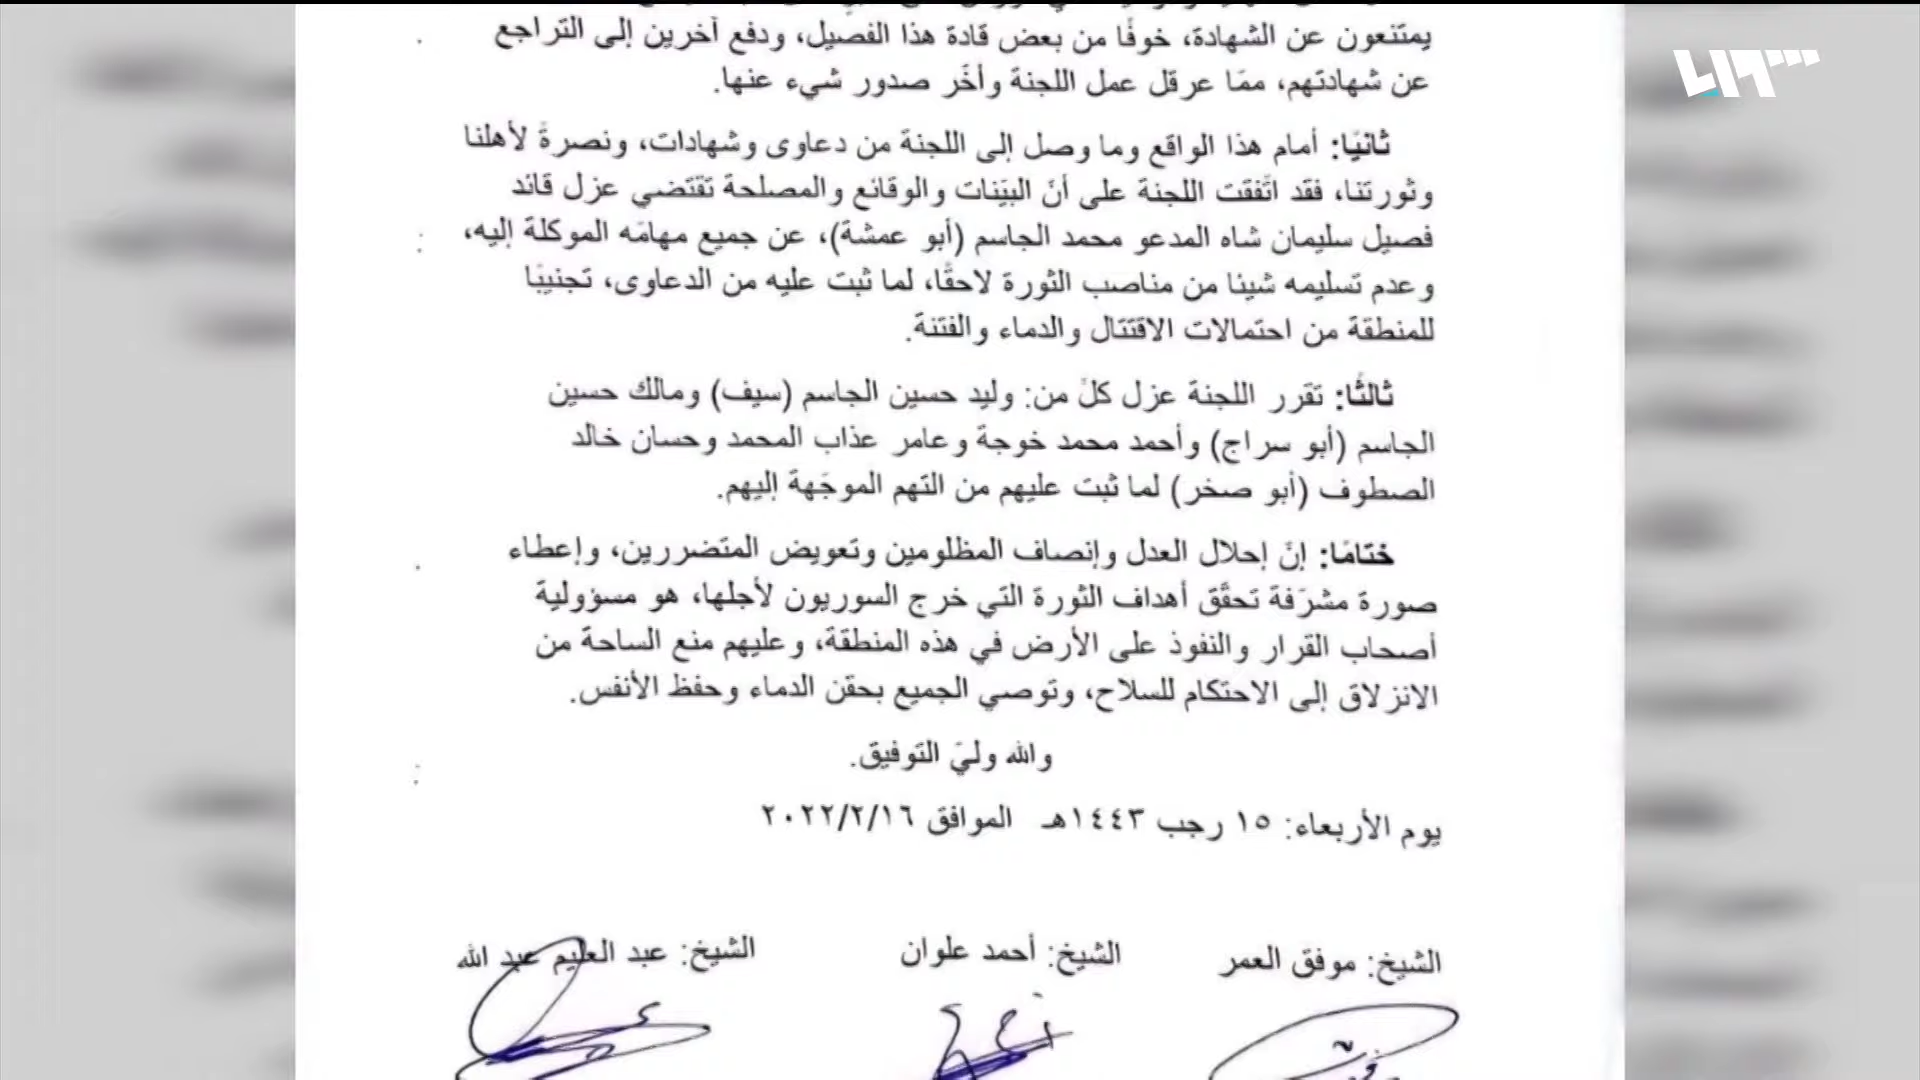 يمتنعون عن الشهادة، خوفًا من بعض قادة هذا الفصيل، ودفع آخرين إلى التراجع
عن شهادتهم، ممّا عرقل عمل اللجنة وأخّر صدور شيء عنها.
ثانيًا: أمام هذا الواقع وما وصل إلى اللجنة من دعاوى وشهادات، ونصرةً لأهلنا
وثورتنا، فقد اتّفقت اللجنة على أنّ البيّنات والوقائع والمصلحة تقتضي عزل قائد
فصيل سليمان شاه المدعو محمد الجاسم (أبو عمشة)، عن جميع مهامّه الموكلة إليه،
وعدم تسليمه شيئا من مناصب الثورة لاحقًا، لما ثبت عليه من الدعاوى، تجنيبًا
للمنطقة من احتمالات الاقتتال والدماء والفتنة.
ثالثًا: تقرر اللجنة عزل كلّ من: وليد حسين الجاسم (سيف) ومالك حسين
الجاسم (أبو سراج) وأحمد محمد خوجة وعامر عذاب المحمد وحسان خالد
الصطوف (أبو صخر) لما ثبت عليهم من التهم الموجّهة إليهم.
ختامًا: إنّ إحلال العدل وإنصاف المظلومين وتعويض المتضررين، وإعطاء
صورة مشرّفة تحقّق أهداف الثورة التي خرج السوريون لأجلها، هو مسؤولية
أصحاب القرار والنفوذ على الأرض في هذه المنطقة، وعليهم منع الساحة من
الانزلاق إلى الاحتكام للسلاح، وتوصي الجميع بحقن الدماء وحفظ الأنفس.
والله وليّ التوفيق.
يوم الأربعاء: ١٥ رجب ١٤٤٣هـ الموافق ٢٠٢٢/٢/١٦
الشيخ: موفق العمر الشيخ: أحمد علوان الشيخ: عبد العليم عبد الله